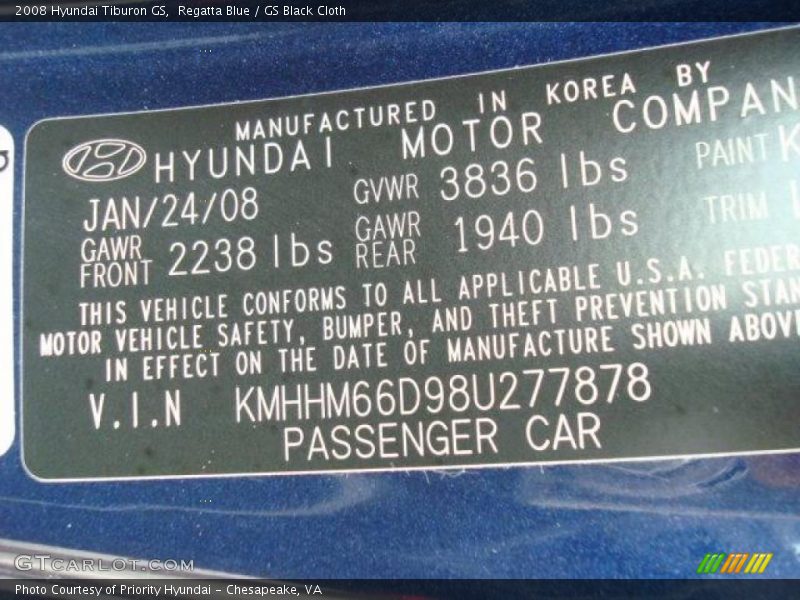 2008 Hyundai Tiburon GS, Regatta Blue / GS Black Cloth
MANUFACTURED IN KOREA BY
HYUNDAI MOTOR COMPAN
JAN/24/08 GVWR 3836 lbs PAINT K
GAWR FRONT 2238 lbs GAWR REAR 1940 lbs TRIM
THIS VEHICLE CONFORMS TO ALL APPLICABLE U.S.A. FEDER
MOTOR VEHICLE SAFETY, BUMPER, AND THEFT PREVENTION STAN
IN EFFECT ON THE DATE OF MANUFACTURE SHOWN ABOV
V.I.N KMHHM66D98U277878
PASSENGER CAR
GTCARLOT.COM
Photo Courtesy of Priority Hyundai - Chesapeake, VA